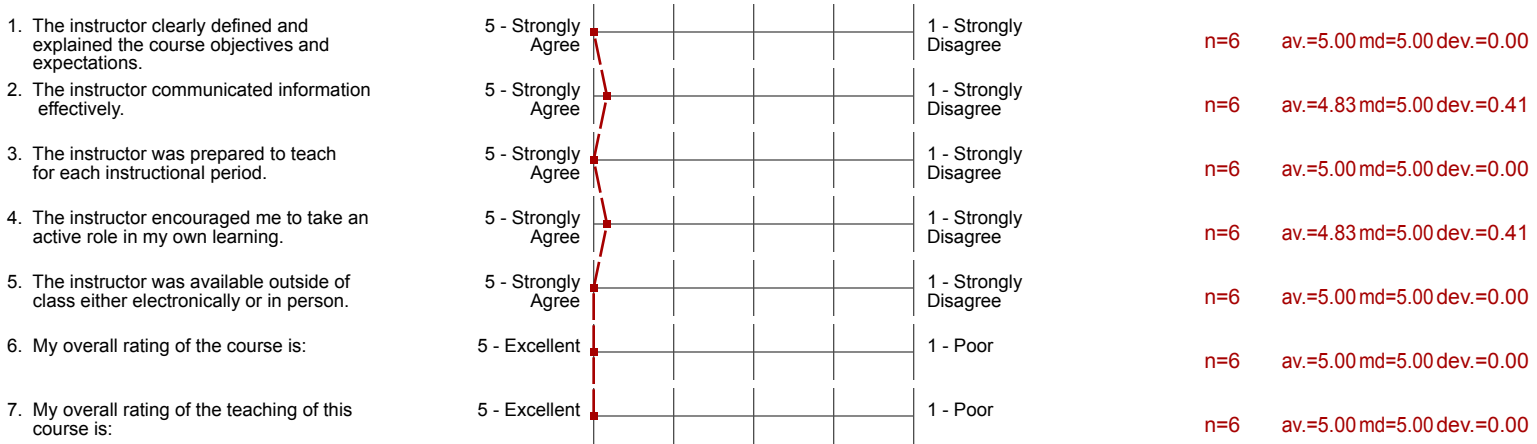 1. The instructor clearly defined and
explained the course objectives and
expectations.
5 - Strongly
Agree
1 - Strongly
Disagree
n=6 av.=5.00 md=5.00 dev.=0.00
2. The instructor communicated information
effectively.
5 - Strongly
Agree
1 - Strongly
Disagree
n=6 av.=4.83 md=5.00 dev.=0.41
3. The instructor was prepared to teach
for each instructional period.
5 - Strongly
Agree
1 - Strongly
Disagree
n=6 av.=5.00 md=5.00 dev.=0.00
4. The instructor encouraged me to take an
active role in my own learning.
5 - Strongly
Agree
1 - Strongly
Disagree
n=6 av.=4.83 md=5.00 dev.=0.41
5. The instructor was available outside of
class either electronically or in person.
5 - Strongly
Agree
1 - Strongly
Disagree
n=6 av.=5.00 md=5.00 dev.=0.00
6. My overall rating of the course is:
5 - Excellent
1 - Poor
n=6 av.=5.00 md=5.00 dev.=0.00
7. My overall rating of the teaching of this
course is:
5 - Excellent
1 - Poor
n=6 av.=5.00 md=5.00 dev.=0.00